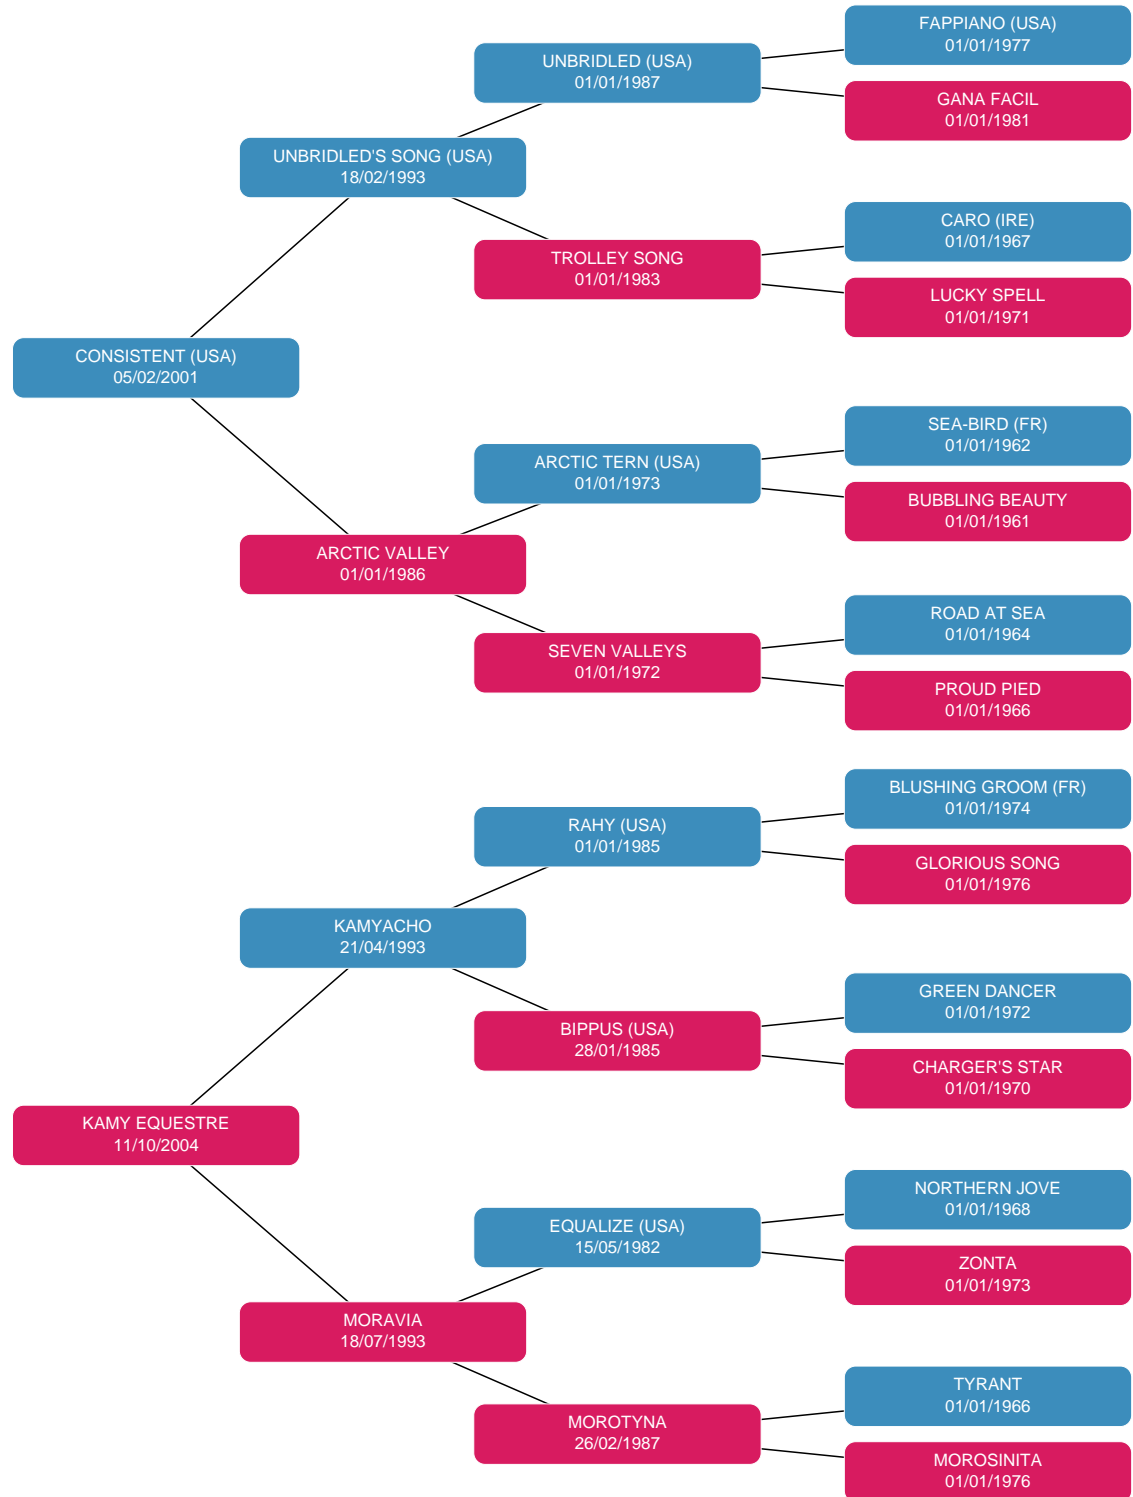 FAPPIANO (USA)
01/01/1977
UNBRIDLED (USA)
01/01/1987
GANA FACIL
01/01/1981
UNBRIDLED'S SONG (USA)
18/02/1993
CARO (IRE)
01/01/1967
TROLLEY SONG
01/01/1983
LUCKY SPELL
01/01/1971
CONSISTENT (USA)
05/02/2001
SEA-BIRD (FR)
01/01/1962
ARCTIC TERN (USA)
01/01/1973
BUBBLING BEAUTY
01/01/1961
ARCTIC VALLEY
01/01/1986
ROAD AT SEA
01/01/1964
SEVEN VALLEYS
01/01/1972
PROUD PIED
01/01/1966
BLUSHING GROOM (FR)
01/01/1974
RAHY (USA)
01/01/1985
GLORIOUS SONG
01/01/1976
KAMYACHO
21/04/1993
GREEN DANCER
01/01/1972
BIPPUS (USA)
28/01/1985
CHARGER'S STAR
01/01/1970
KAMY EQUESTRE
11/10/2004
NORTHERN JOVE
01/01/1968
EQUALIZE (USA)
15/05/1982
ZONTA
01/01/1973
MORAVIA
18/07/1993
TYRANT
01/01/1966
MOROTYNA
26/02/1987
MOROSINITA
01/01/1976